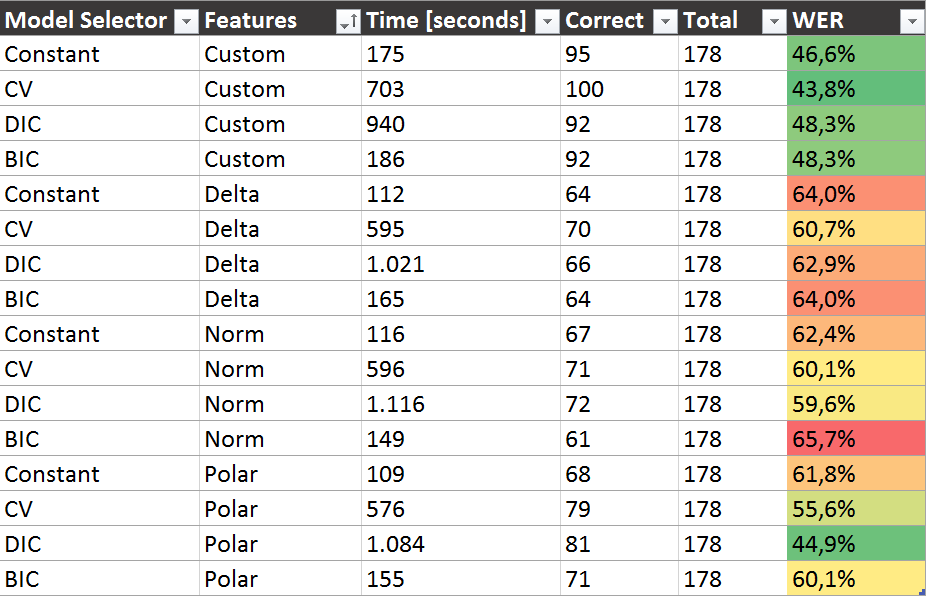 Model Selector Features Time [seconds] Correct Total WER
Constant Custom 175 95 178 46,6%
CV Custom 703 100 178 43,8%
DIC Custom 940 92 178 48,3%
BIC Custom 186 92 178 48,3%
Constant Delta 112 64 178 64,0%
CV Delta 595 70 178 60,7%
DIC Delta 1.021 66 178 62,9%
BIC Delta 165 64 178 64,0%
Constant Norm 116 67 178 62,4%
CV Norm 596 71 178 60,1%
DIC Norm 1.116 72 178 59,6%
BIC Norm 149 61 178 65,7%
Constant Polar 109 68 178 61,8%
CV Polar 576 79 178 55,6%
DIC Polar 1.084 81 178 44,9%
BIC Polar 155 71 178 60,1%